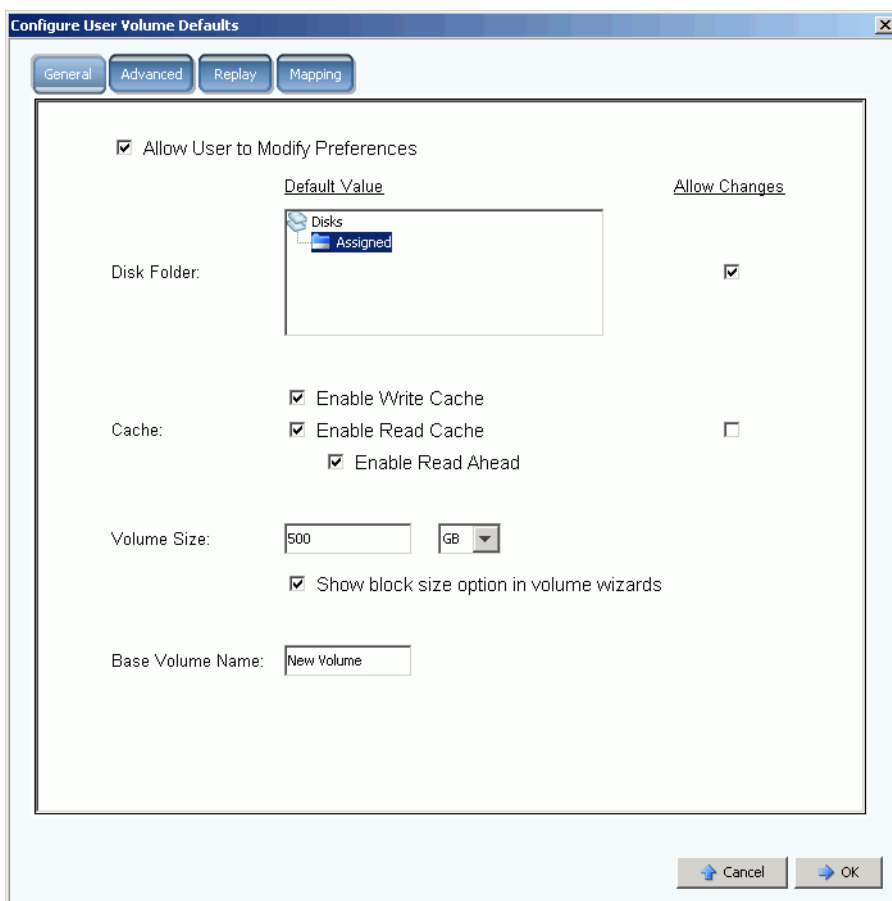 Configure User Volume Defaults
General Advanced Replay Mapping
Allow User to Modify Preferences
Default Value Allow Changes
Disks
Assigned
Disk Folder:
Enable Write Cache
Cache: Enable Read Cache
Enable Read Ahead
Volume Size: 500 GB
Show block size option in volume wizards
Base Volume Name: New Volume
Cancel OK